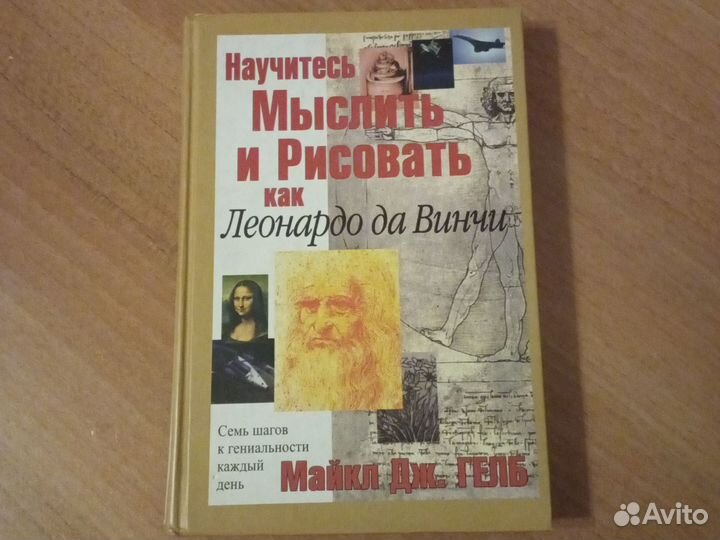 Научитесь
Мыслить
и Рисовать
как
Леонардо да Винчи
Семь шагов
к гениальности
каждый
день
Майкл Дж. ГЕЛБ
Avito